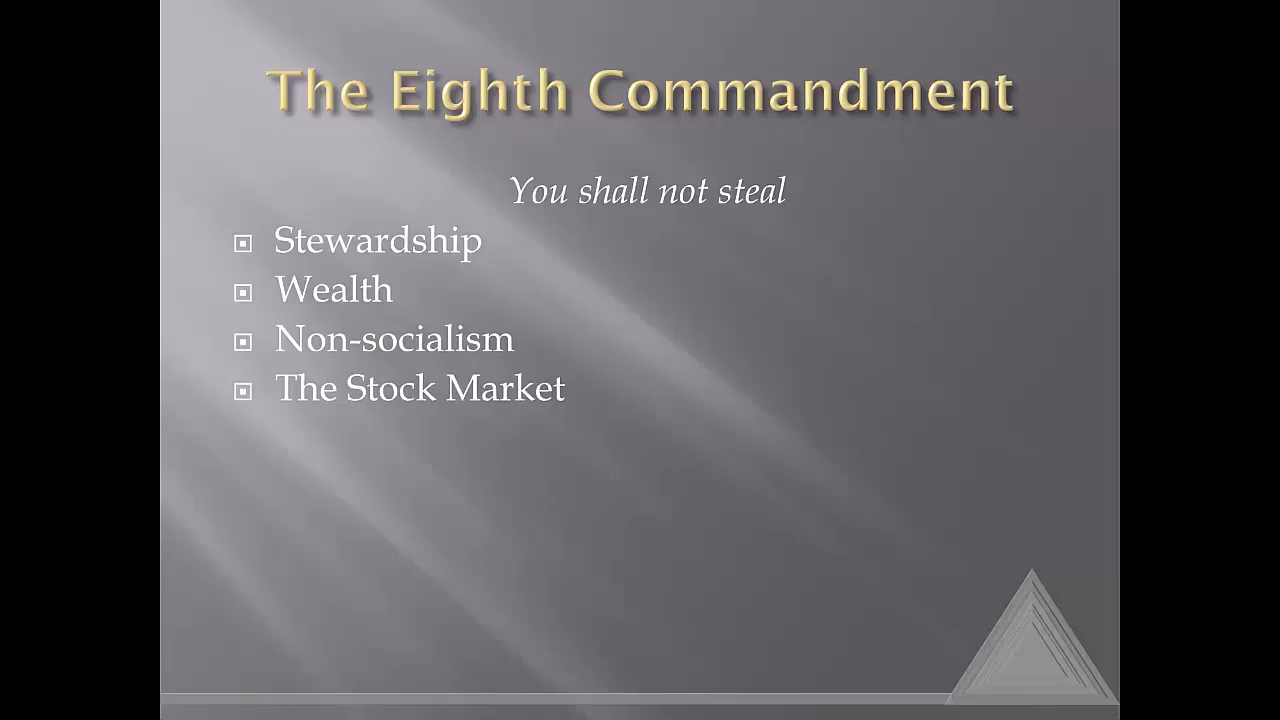 The Eighth Commandment
You shall not steal
Stewardship
Wealth
Non-socialism
The Stock Market